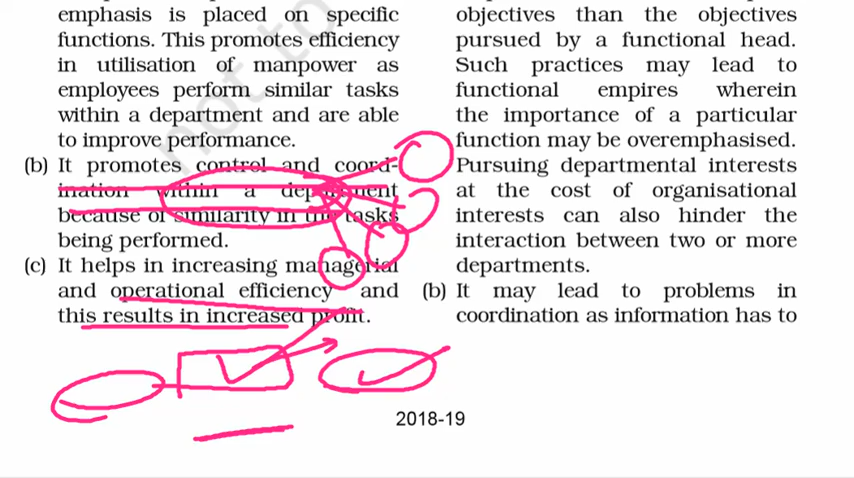 emphasis is placed on specific
functions. This promotes efficiency
in utilisation of manpower as
employees perform similar tasks
within a department and are able
to improve performance.
(b) It promotes control and coord-
ination within a department
because of similarity in the tasks
being performed.
(c) It helps in increasing managerial
and operational efficiency and
this results in increased profit.
objectives than the objectives
pursued by a functional head.
Such practices may lead to
functional empires wherein
the importance of a particular
function may be overemphasised.
Pursuing departmental interests
at the cost of organisational
interests can also hinder the
interaction between two or more
departments.
(b) It may lead to problems in
coordination as information has to
2018-19
not to